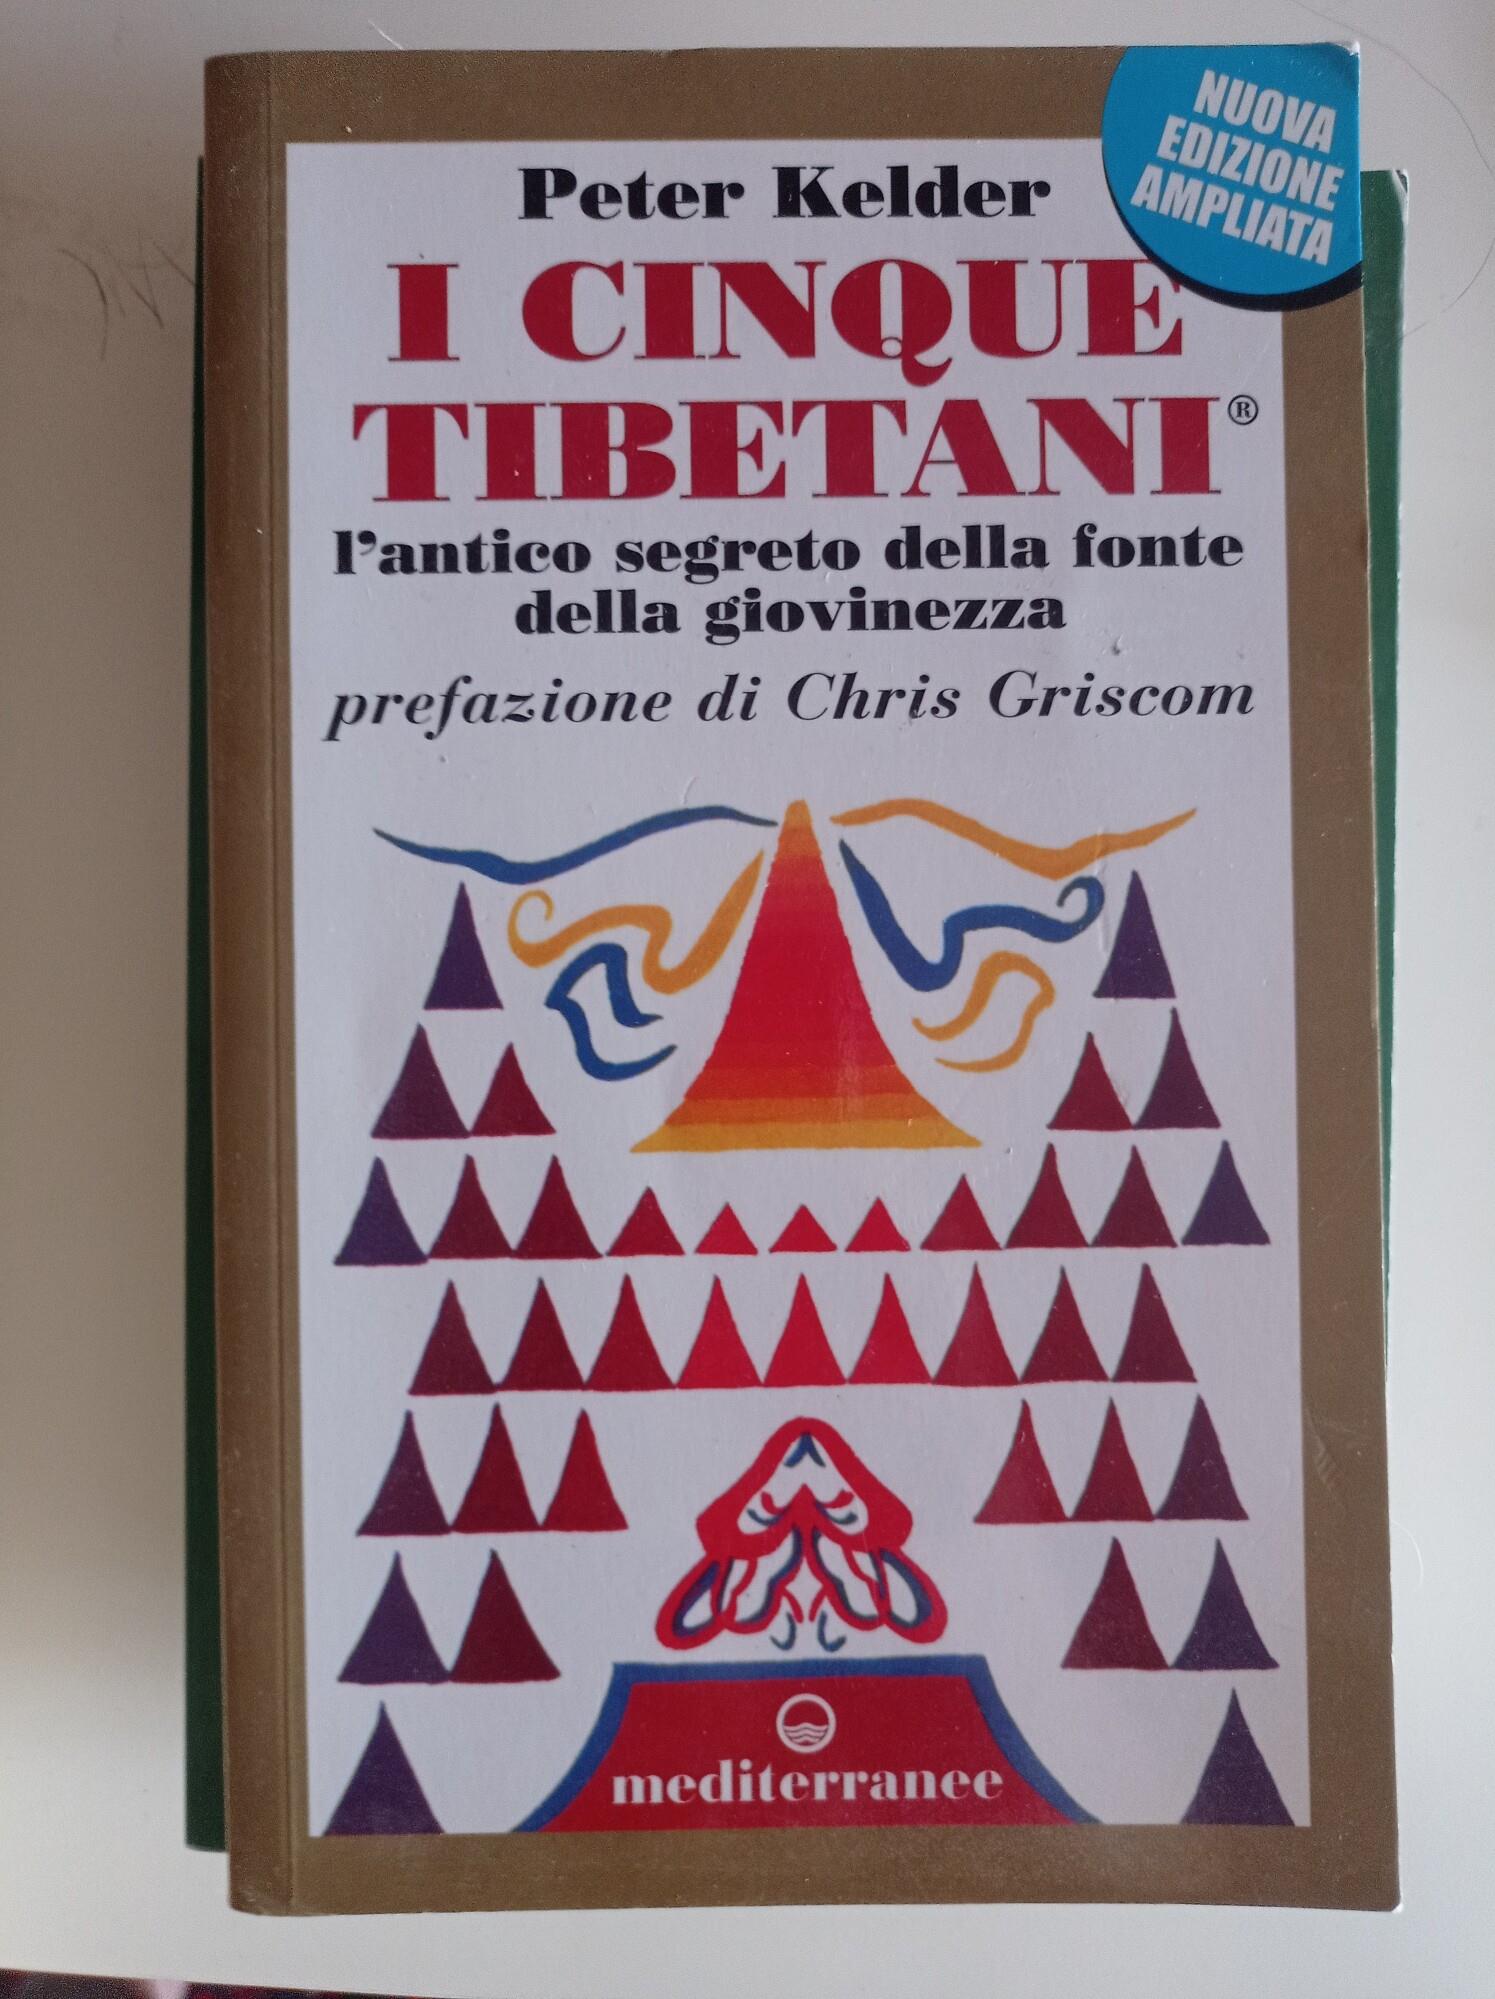 NUOVA
EDIZIONE
AMPLIATA
Peter Kelder
I CINQUE
TIBETANI®
l'antico segreto della fonte
della giovinezza
prefazione di Chris Griscom
mediterranee